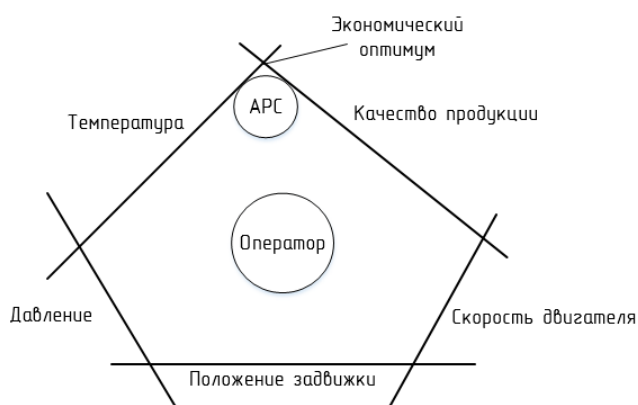 Экономический
оптимум
APC
Температура
Качество продукции
Оператор
Давление
Скорость двигателя
Положение задвижки